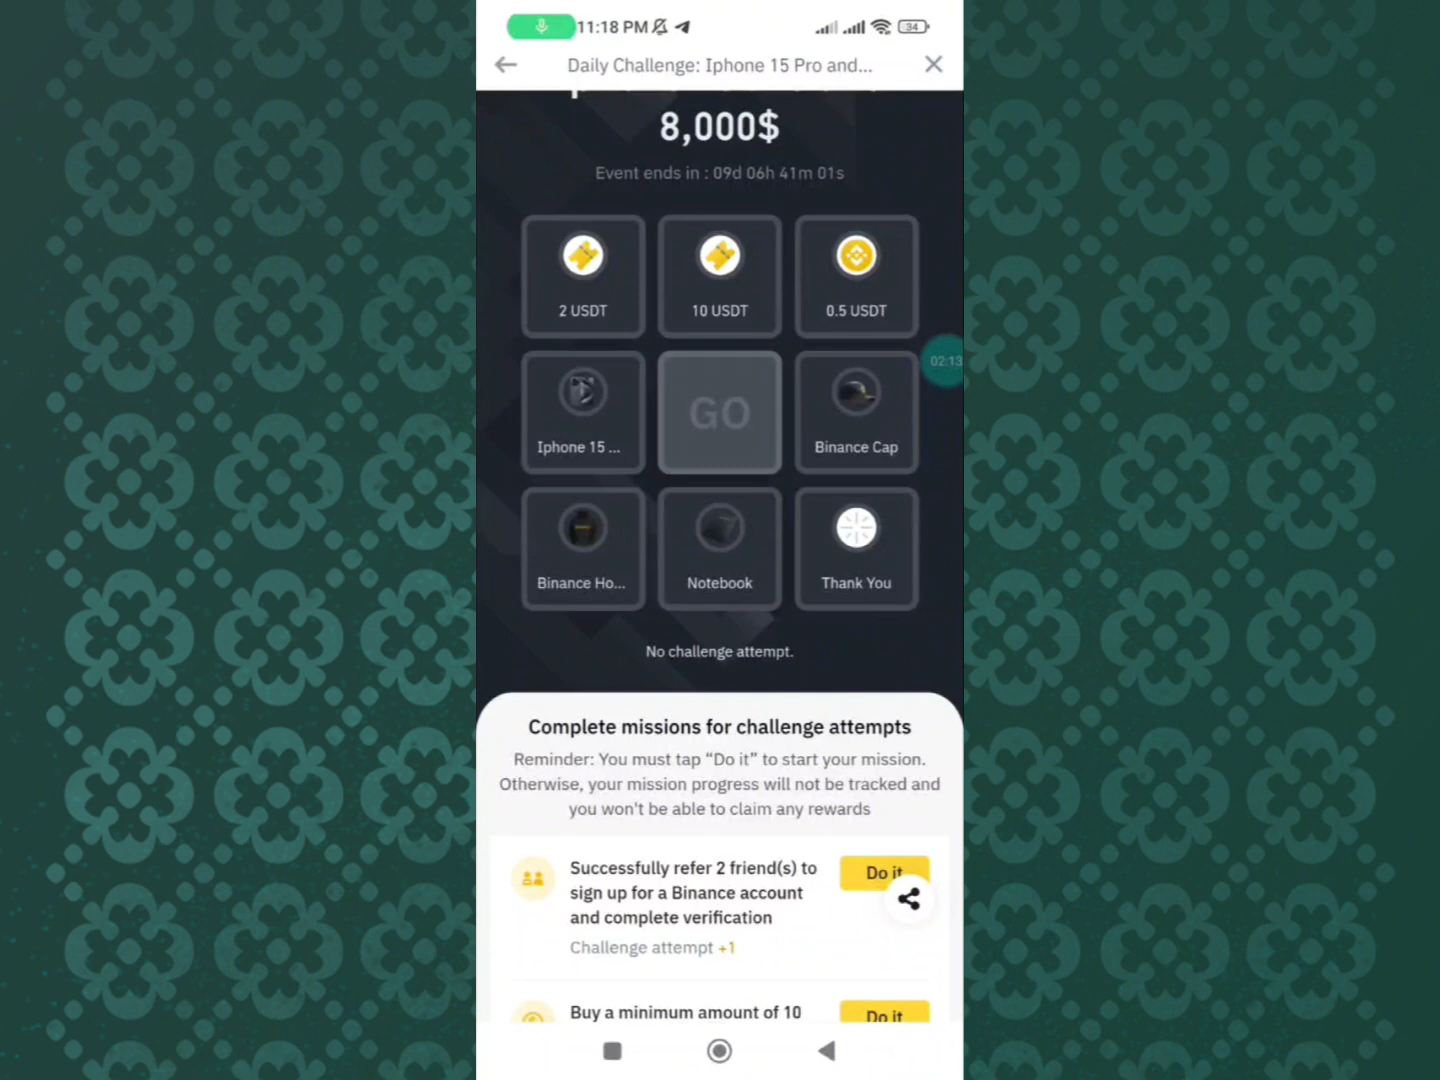 11:18 PM
34
Daily Challenge: Iphone 15 Pro and...
8,000$
Event ends in : 09d 06h 41m 01s
2 USDT
10 USDT
0.5 USDT
02:13
Iphone 15 ...
GO
Binance Cap
Binance Ho...
Notebook
Thank You
No challenge attempt.
Complete missions for challenge attempts
Reminder: You must tap “Do it” to start your mission.
Otherwise, your mission progress will not be tracked and
you won't be able to claim any rewards
Successfully refer 2 friend(s) to
sign up for a Binance account
and complete verification
Do it
Challenge attempt +1
Buy a minimum amount of 10
Do it